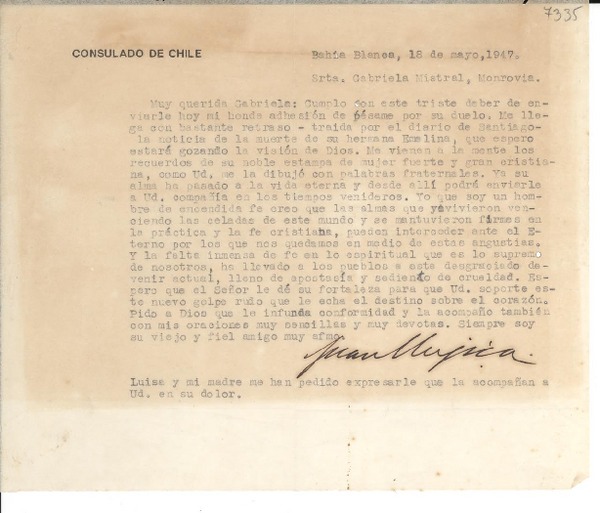 7335
CONSULADO DE CHILE
Bahía Blanca, 18 de mayo,1947.
Srta. Gabriela Mistral, Monrovia.
Muy querida Gabriela: Cumplo con este triste deber de en-
viarle hoy mi honda adhesión de pésame por su duelo. Me lle-
ga con bastante retraso - traida por el diario de Santiago-
la noticia de la muerte de su hermana Emelina, que espero
estará gozando la visión de Dios. Me vienen a la mente los
recuerdos de su noble estampa de mujer fuerte y gran cristia-
na, como Ud, me la dibujó con palabras fraternales. Ya su
alma ha pasado a la vida eterna y desde allí podrá enviarle
a Ud. compañía en los tiempos venideros. Yo que soy un hom-
bre de encendida fe creo que las almas que ya vivieron ven-
ciendo las celadas de este mundo y se mantuvieron firmes en
la práctica y la fe cristiana, pueden interceder ante el E-
terno por los que nos quedamos en medio de estas angustias.
Y la falta inmensa de fe en lo espiritual que es lo supremo
de nosotros, ha llevado a los pueblos a este desgraciado de-
venir actual, lleno de apostasía y sediento de crueldad. Es-
pero que el Señor le dé su fortaleza para que Ud. soporte es-
te nuevo golpe rudo que le echa el destino sobre el corazón.
Pido a Dios que le infunda conformidad y la acompaño también
con mis oraciones muy sencillas y muy devotas. Siempre soy
su viejo y fiel amigo muy afmo.
Juan Mujica.
Luisa y mi madre me han pedido expresarle que la acompañan a
Ud. en su dolor.